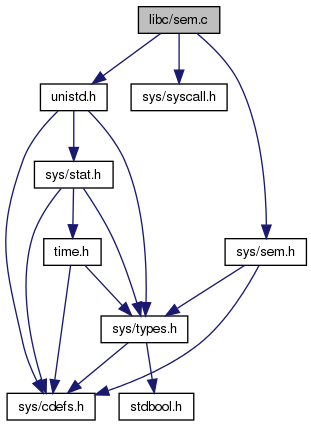 libc/sem.c
unistd.h
sys/syscall.h
sys/stat.h
time.h
sys/sem.h
sys/types.h
sys/cdefs.h
stdbool.h